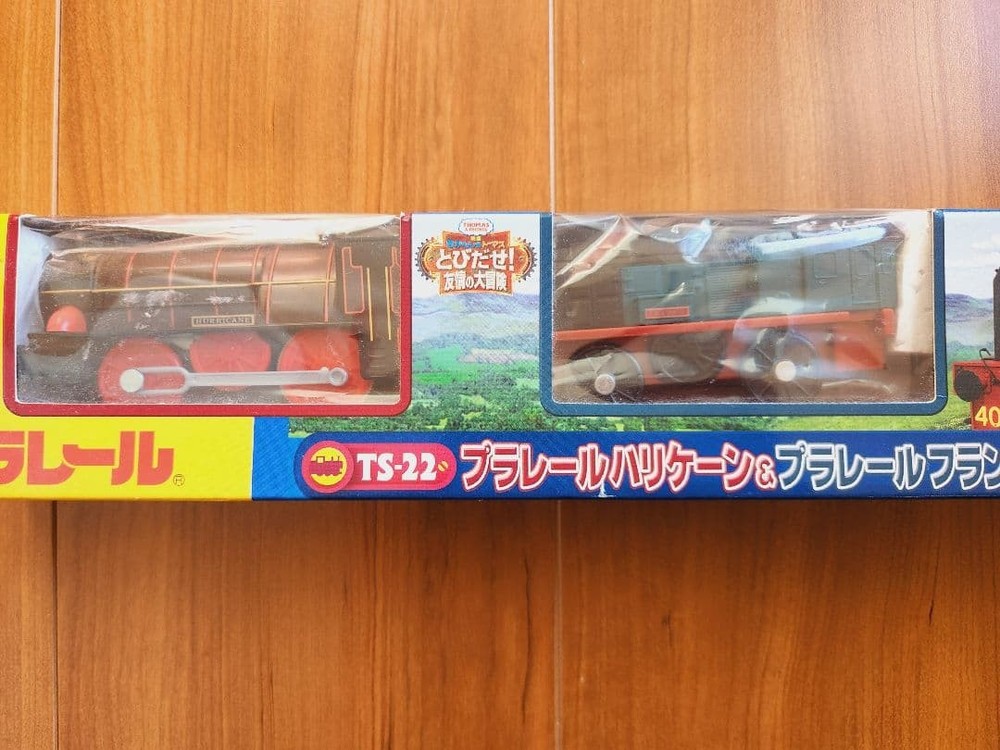 THOMAS
& FRIENDS
とびだせ!
友情の大冒険
HURRICANE
40
ラレール
TS-22 プラレールハリケーン&プラレールフラン